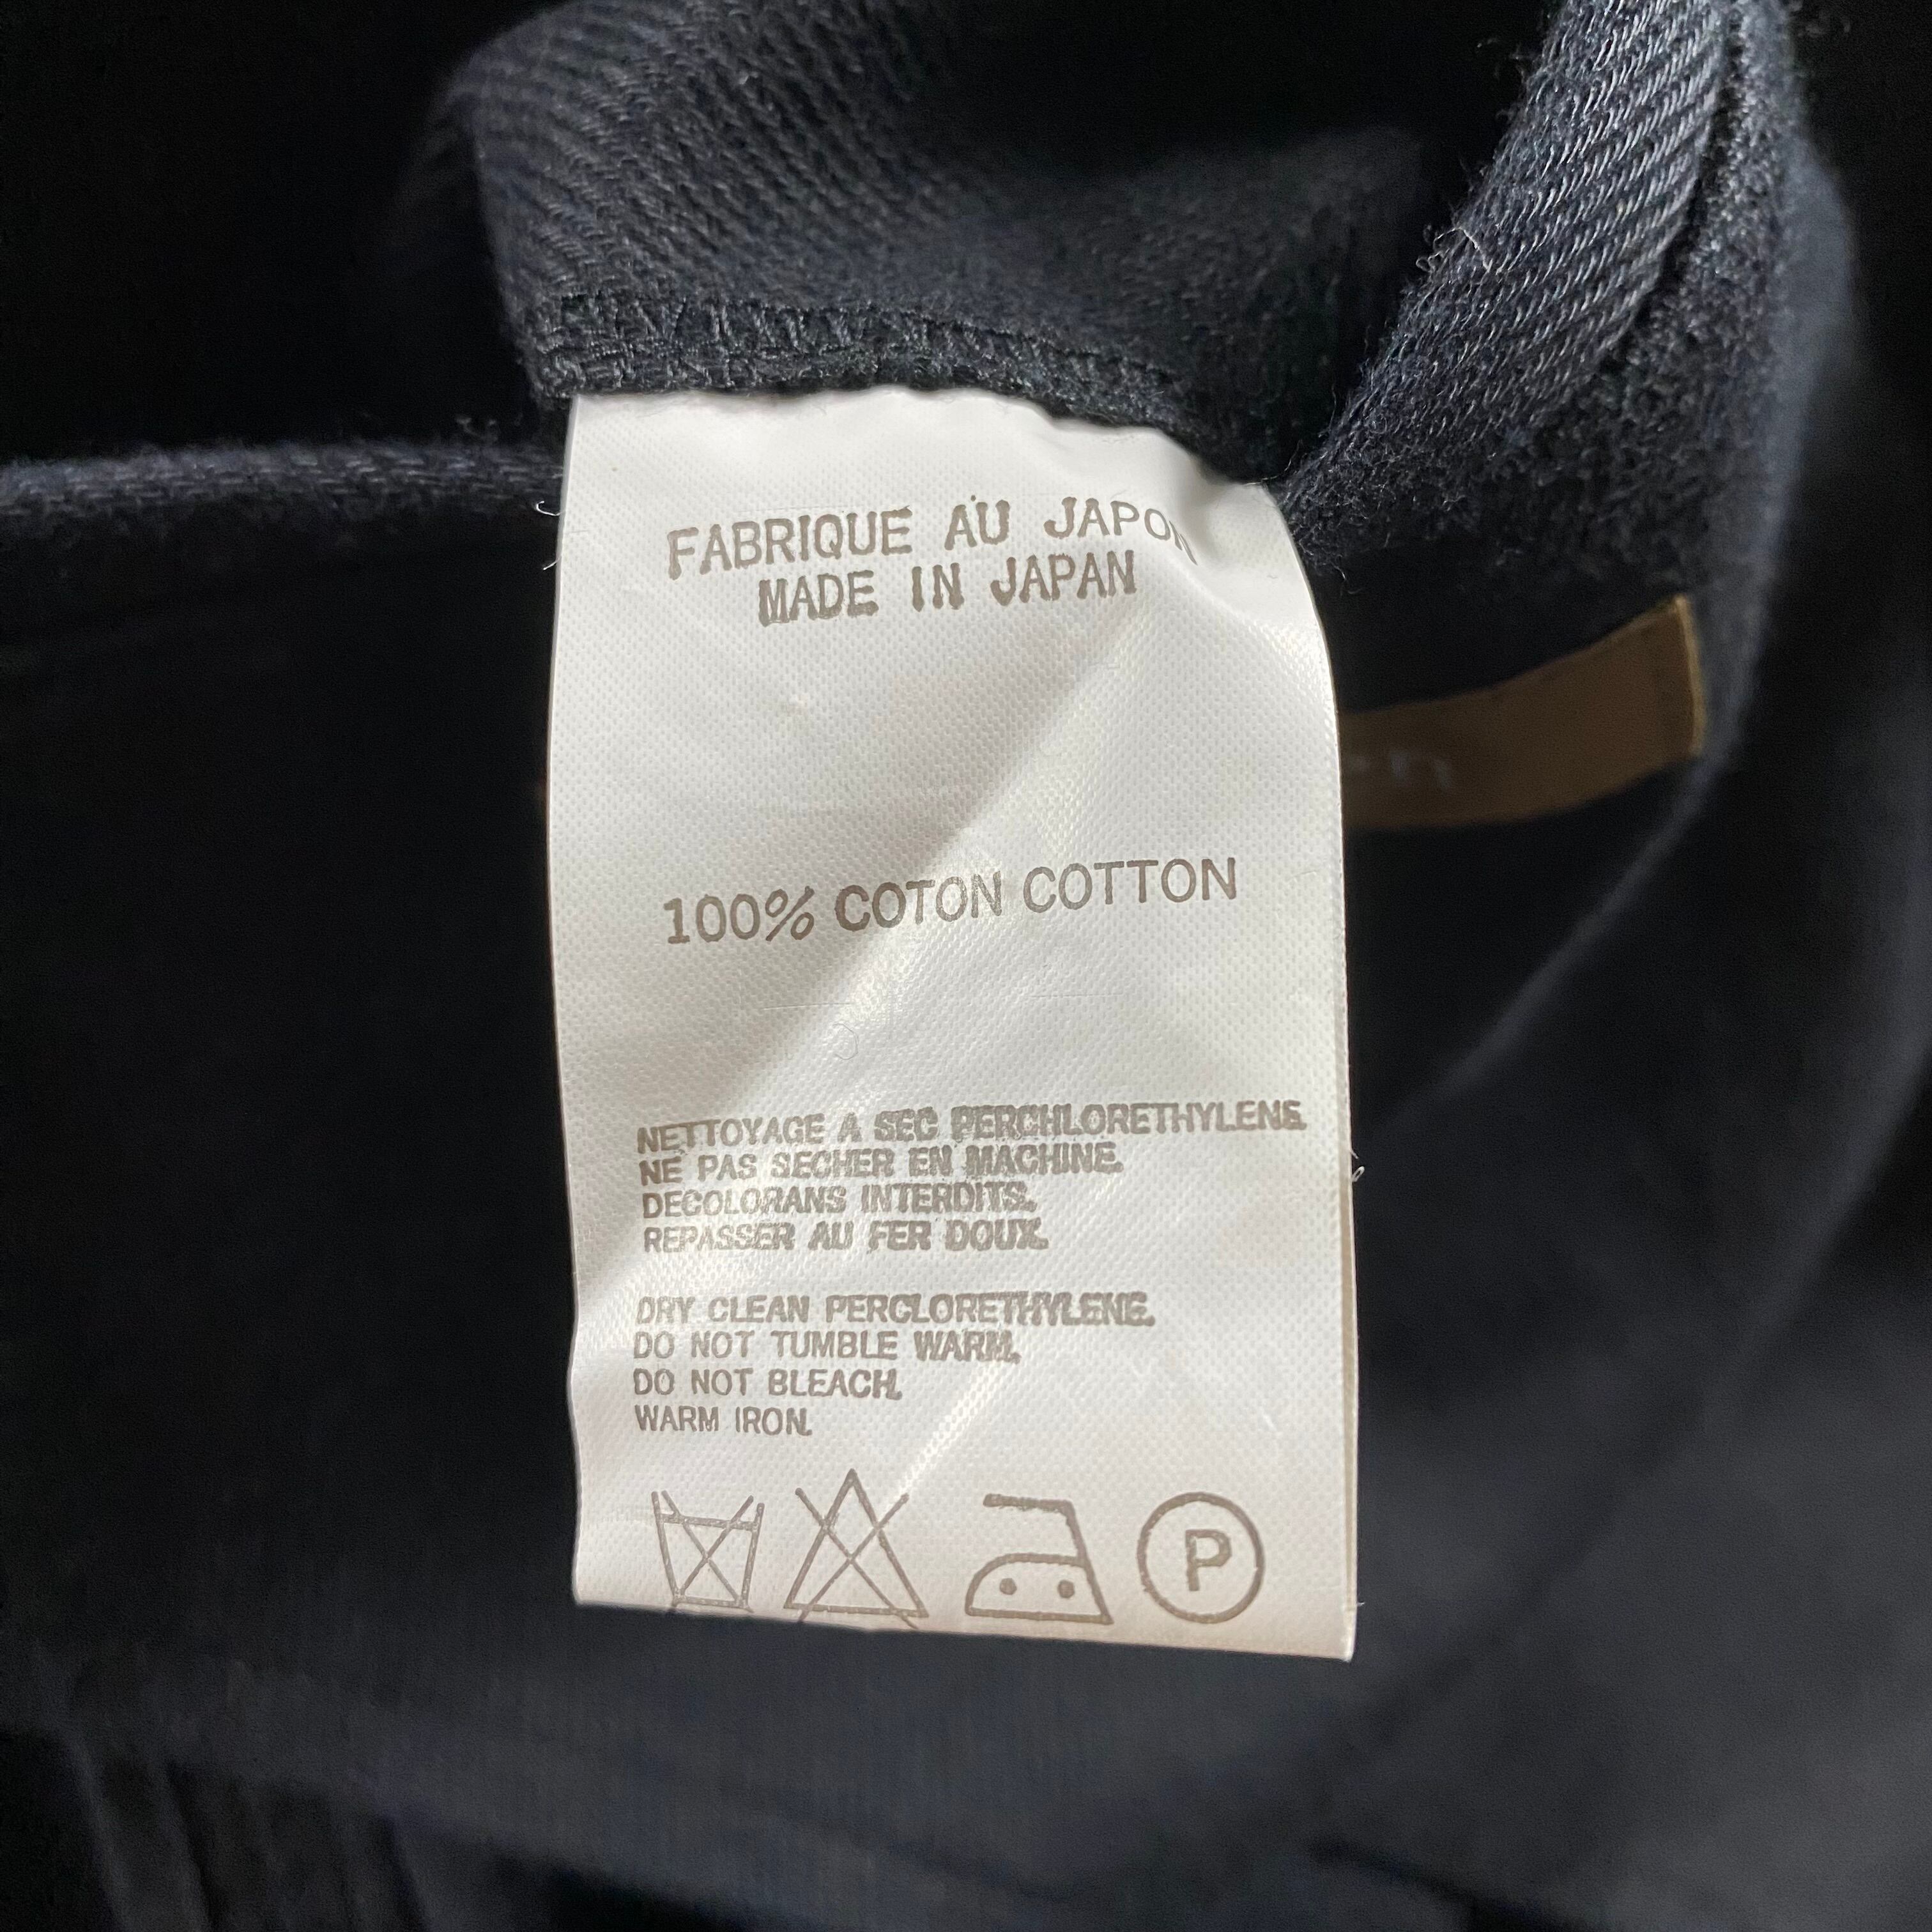 FABRIQUE AU JAPON
MADE IN JAPAN
100% COTON COTTON
NETTOYAGE A SEC PERCHLORETHYLENE.
NE PAS SECHER EN MACHINE.
DECOLORANS INTERDITS.
REPASSER AU FER DOUX.
DRY CLEAN PERCLORETHYLENE.
DO NOT TUMBLE WARM.
DO NOT BLEACH.
WARM IRON.
P